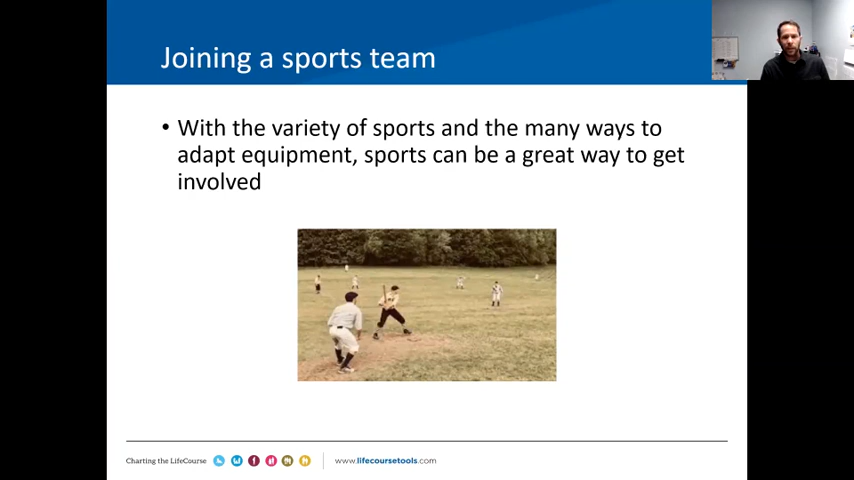 Joining a sports team
• With the variety of sports and the many ways to
adapt equipment, sports can be a great way to get
involved
Charting the LifeCourse
www.lifecoursetools.com